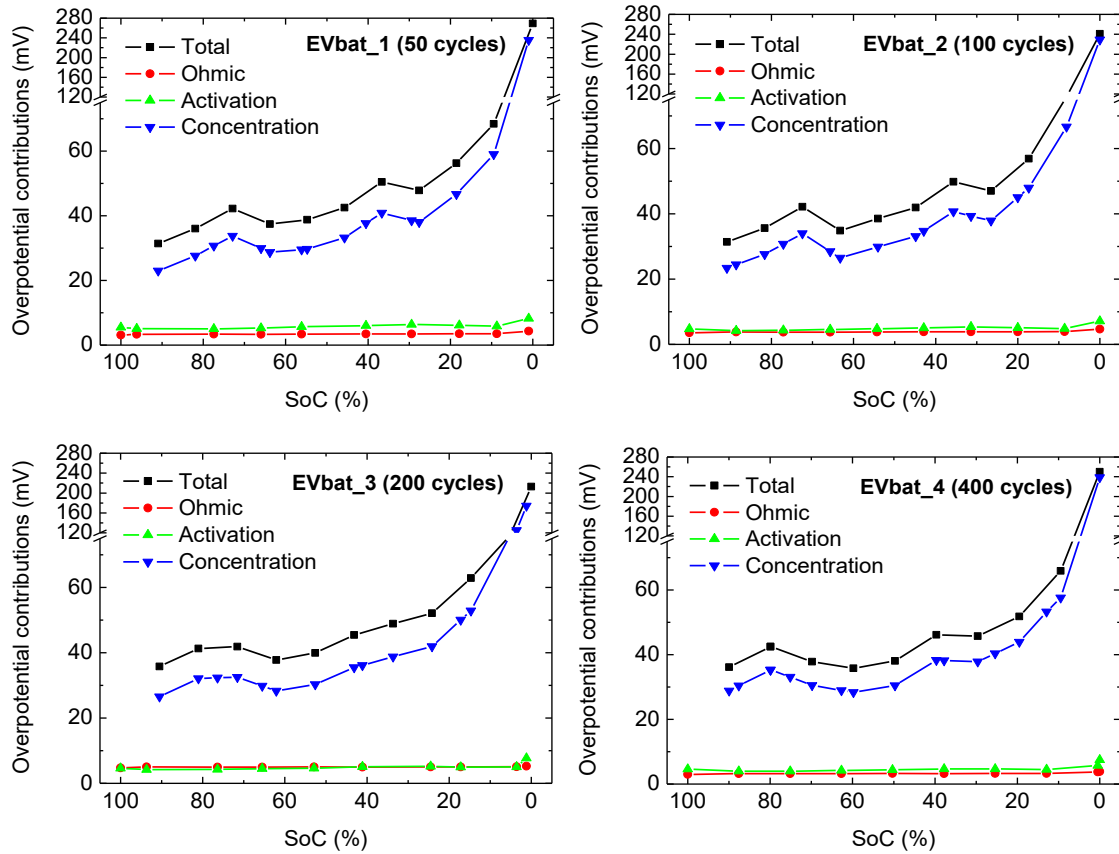 EVbat_1 (50 cycles)
Total
Ohmic
Activation
Concentration
Overpotential contributions (mV)
280
240
200
160
120
60
40
20
0
100 80 60 40 20 0
SoC (%)
EVbat_2 (100 cycles)
Total
Ohmic
Activation
Concentration
Overpotential contributions (mV)
280
240
200
160
120
60
40
20
0
100 80 60 40 20 0
SoC (%)
EVbat_3 (200 cycles)
Total
Ohmic
Activation
Concentration
Overpotential contributions (mV)
280
240
200
160
120
60
40
20
0
100 80 60 40 20 0
SoC (%)
EVbat_4 (400 cycles)
Total
Ohmic
Activation
Concentration
Overpotential contributions (mV)
280
240
200
160
120
60
40
20
0
100 80 60 40 20 0
SoC (%)